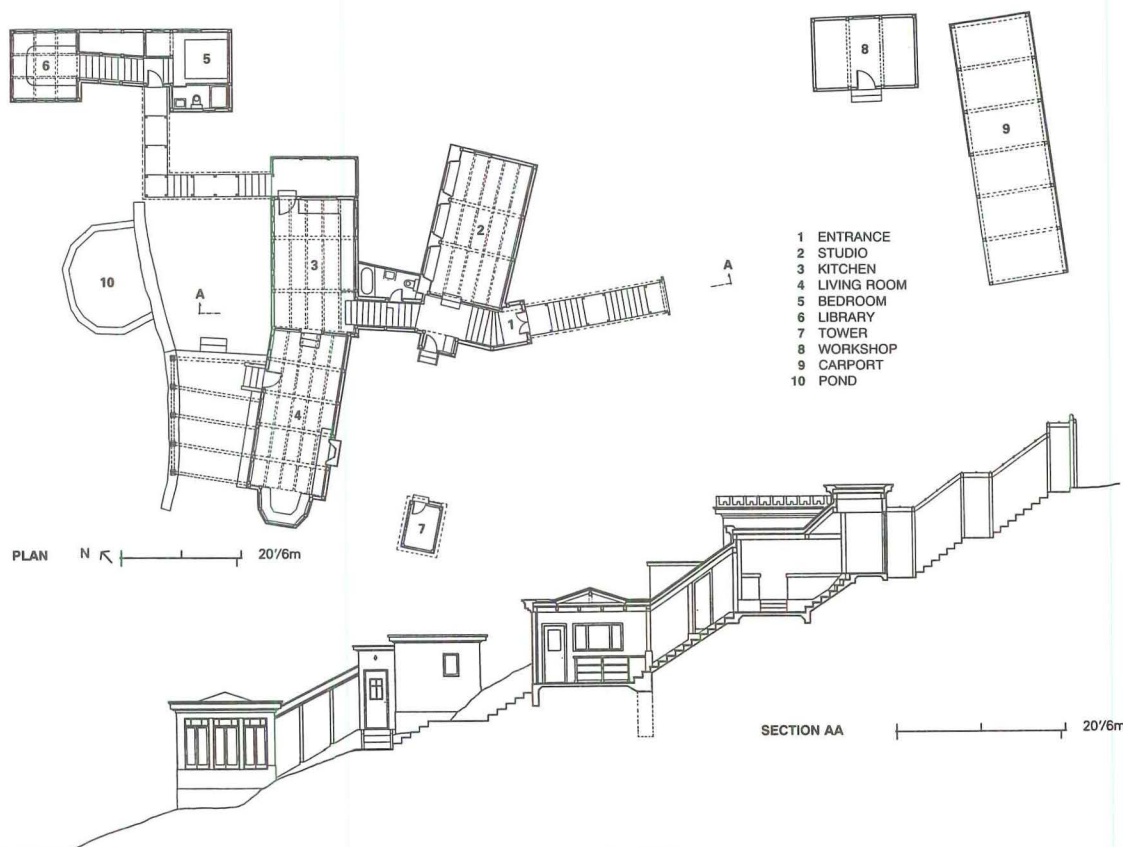 6
5
8
9
2
3
10
A
A
1
4
7
1 ENTRANCE
2 STUDIO
3 KITCHEN
4 LIVING ROOM
5 BEDROOM
6 LIBRARY
7 TOWER
8 WORKSHOP
9 CARPORT
10 POND
PLAN N 20'/6m
SECTION AA 20'/6m